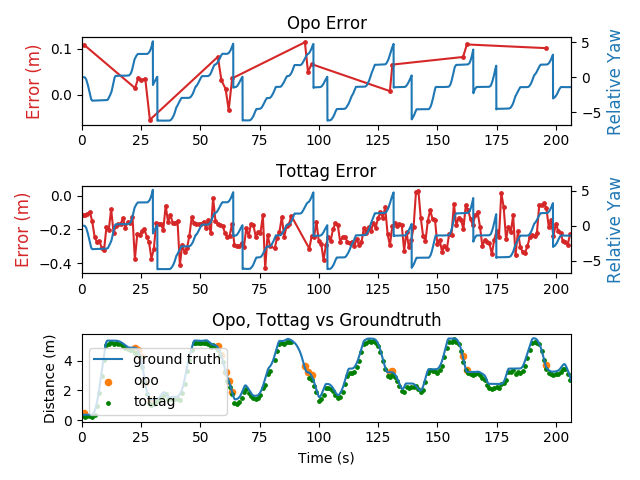 Opo Error
Error (m)
0.1
0.0
5
0
−5
Relative Yaw
0 25 50 75 100 125 150 175 200
Tottag Error
Error (m)
0.0
−0.2
−0.4
5
0
−5
Relative Yaw
0 25 50 75 100 125 150 175 200
Opo, Tottag vs Groundtruth
Distance (m)
4
2
0
ground truth
opo
tottag
0 25 50 75 100 125 150 175 200
Time (s)